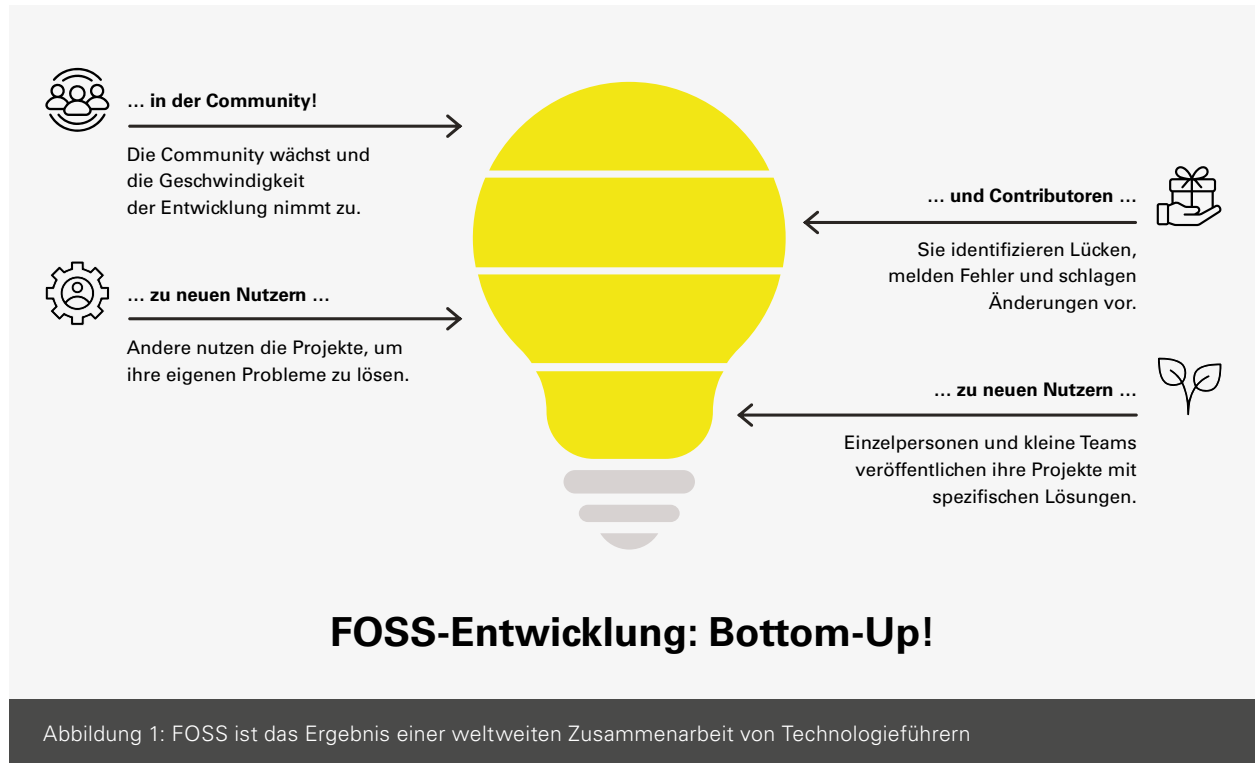 ... in der Community!
Die Community wächst und
die Geschwindigkeit
der Entwicklung nimmt zu.
... und Contributoren ...
Sie identifizieren Lücken,
melden Fehler und schlagen
Änderungen vor.
... zu neuen Nutzern ...
Andere nutzen die Projekte, um
ihre eigenen Probleme zu lösen.
... zu neuen Nutzern ...
Einzelpersonen und kleine Teams
veröffentlichen ihre Projekte mit
spezifischen Lösungen.
FOSS-Entwicklung: Bottom-Up!
Abbildung 1: FOSS ist das Ergebnis einer weltweiten Zusammenarbeit von Technologieführern